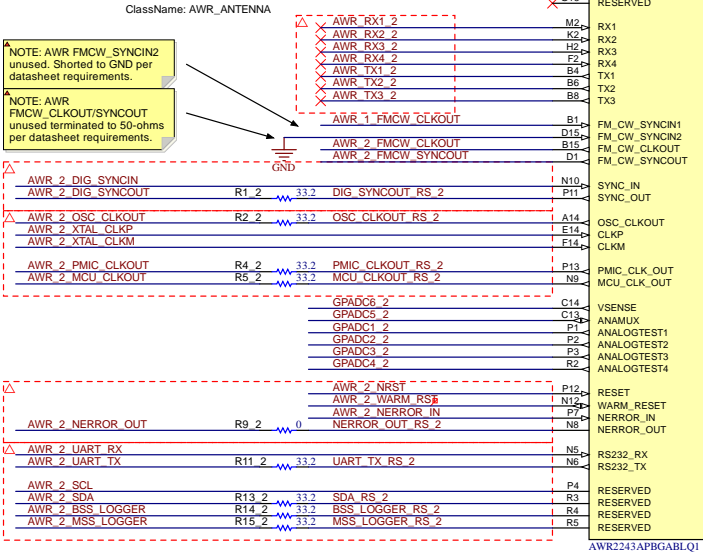 ClassName: AWR_ANTENNA
RESERVED
NOTE: AWR FMCW_SYNCIN2
unused. Shorted to GND per
datasheet requirements.
NOTE: AWR
FMCW_CLKOUT/SYNCOUT
unused terminated to 50-ohms
per datasheet requirements.
AWR_RX1_2 M2 RX1
AWR_RX2_2 K2 RX2
AWR_RX3_2 H2 RX3
AWR_RX4_2 F2 RX4
AWR_TX1_2 B4 TX1
AWR_TX2_2 B6 TX2
AWR_TX3_2 B8 TX3
AWR_1_FMCW_CLKOUT B1 FM_CW_SYNCIN1
D15 FM_CW_SYNCIN2
AWR_2_FMCW_CLKOUT B15 FM_CW_CLKOUT
AWR_2_FMCW_SYNCOUT D1 FM_CW_SYNCOUT
GND
AWR_2_DIG_SYNCIN N10 SYNC_IN
AWR_2_DIG_SYNCOUT R1_2 33.2 DIG_SYNCOUT_RS_2 P11 SYNC_OUT
AWR_2_OSC_CLKOUT R2_2 33.2 OSC_CLKOUT_RS_2 A14 OSC_CLKOUT
AWR_2_XTAL_CLKP E14 CLKP
AWR_2_XTAL_CLKM F14 CLKM
AWR_2_PMIC_CLKOUT R4_2 33.2 PMIC_CLKOUT_RS_2 P13 PMIC_CLK_OUT
AWR_2_MCU_CLKOUT R5_2 33.2 MCU_CLKOUT_RS_2 N9 MCU_CLK_OUT
GPADC6_2 C14 VSENSE
GPADC5_2 C13 ANAMUX
GPADC1_2 P1 ANALOGTEST1
GPADC2_2 P2 ANALOGTEST2
GPADC3_2 P3 ANALOGTEST3
GPADC4_2 R2 ANALOGTEST4
AWR_2_NRST P12 RESET
AWR_2_WARM_RST N12 WARM_RESET
AWR_2_NERROR_IN P7 NERROR_IN
AWR_2_NERROR_OUT R9_2 0 NERROR_OUT_RS_2 N8 NERROR_OUT
AWR_2_UART_RX N5 RS232_RX
AWR_2_UART_TX R11_2 33.2 UART_TX_RS_2 N6 RS232_TX
AWR_2_SCL P4 RESERVED
AWR_2_SDA R13_2 33.2 SDA_RS_2 R3 RESERVED
AWR_2_BSS_LOGGER R14_2 33.2 BSS_LOGGER_RS_2 R4 RESERVED
AWR_2_MSS_LOGGER R15_2 33.2 MSS_LOGGER_RS_2 R5 RESERVED
AWR2243APBGABLQ1